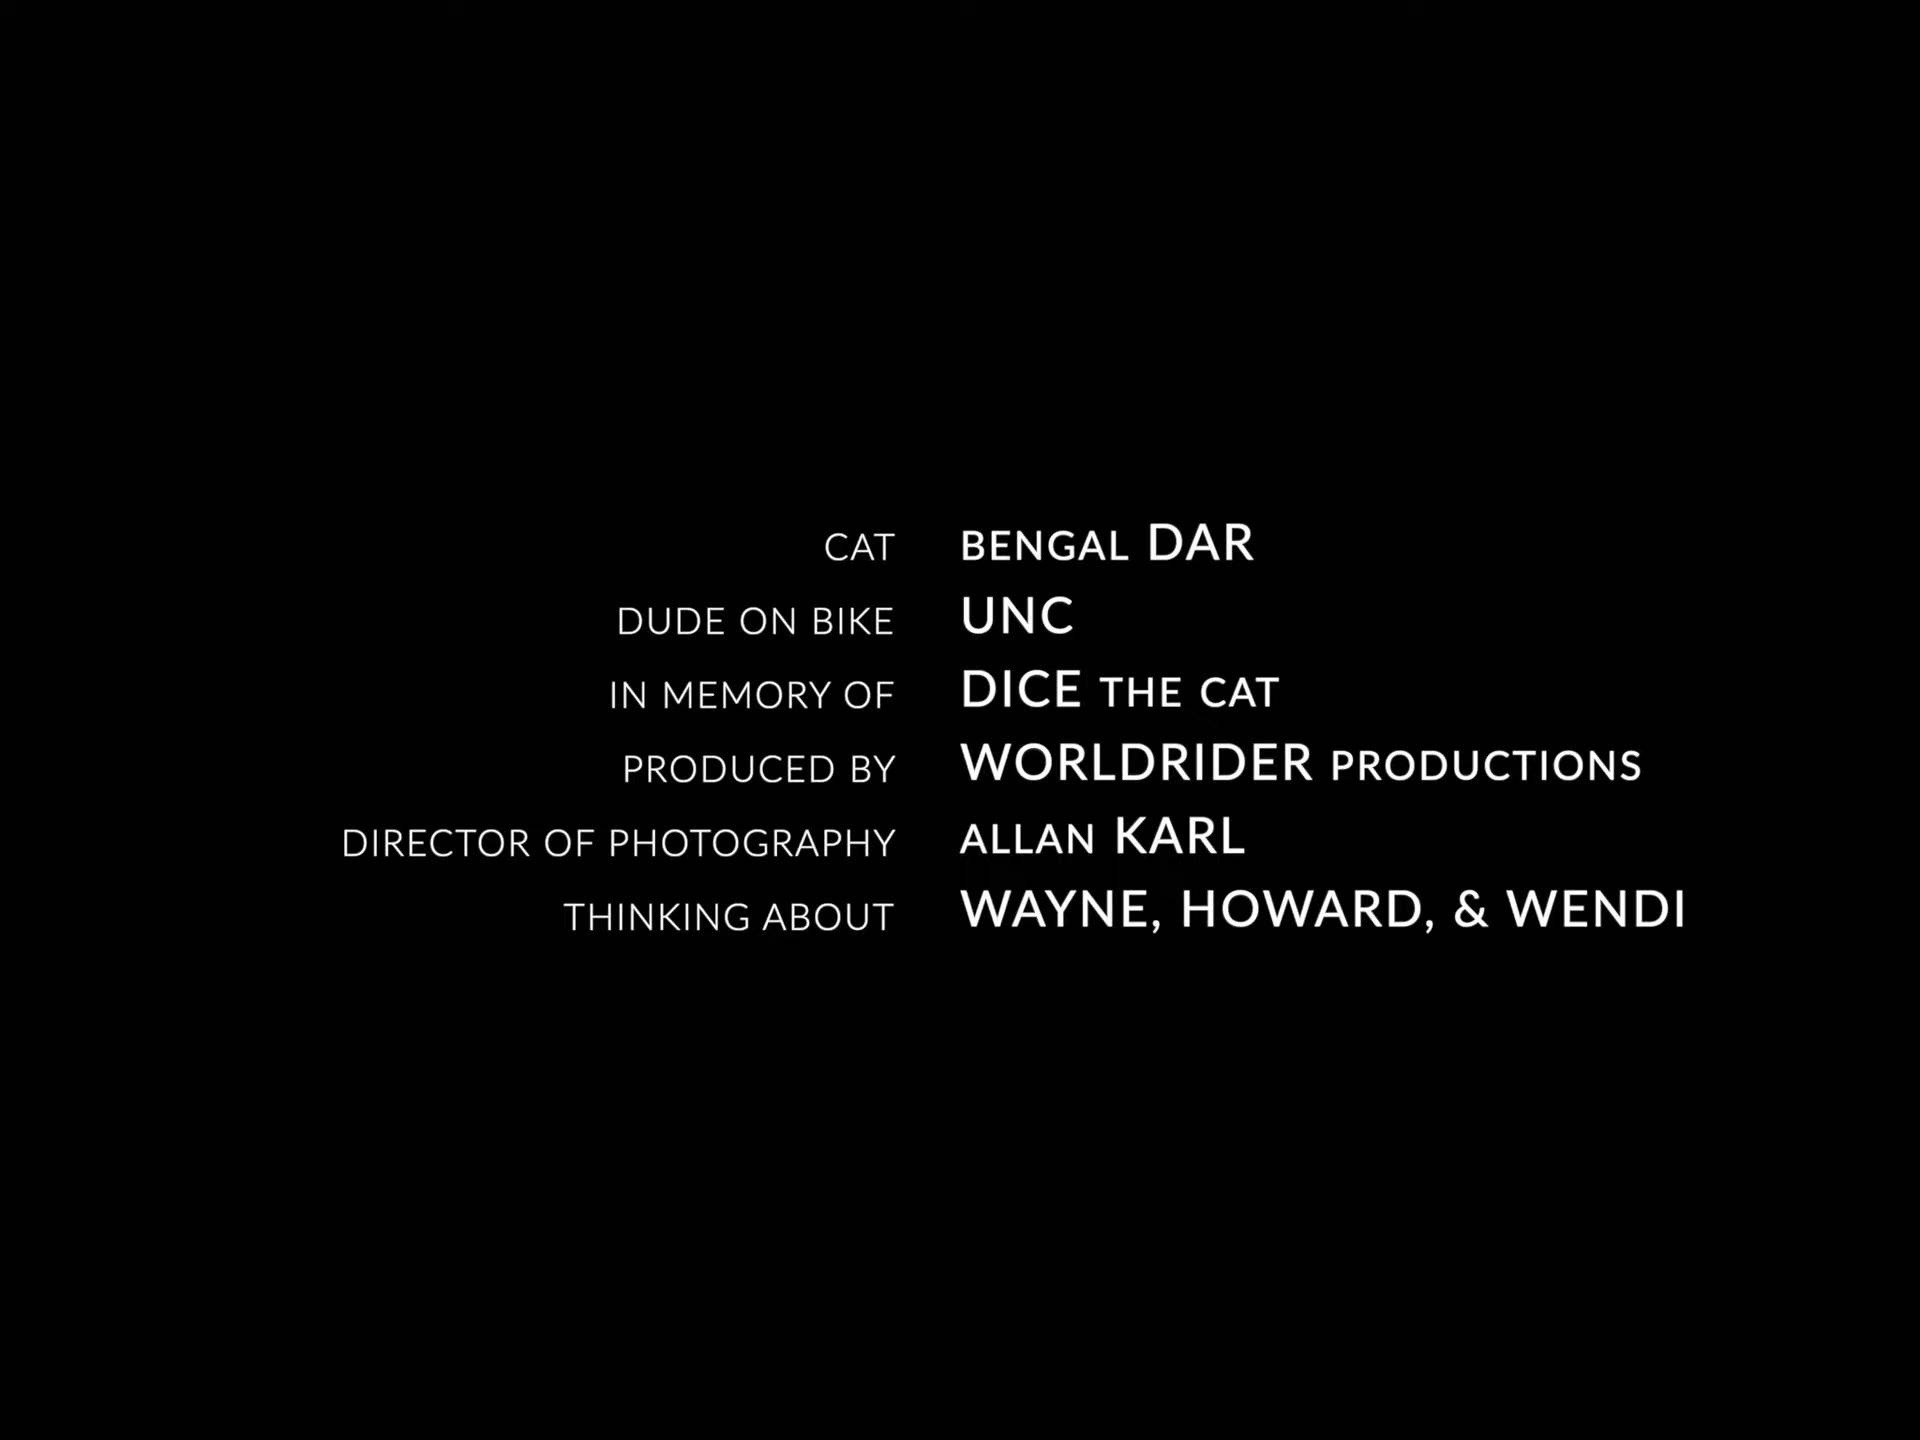 CAT BENGAL DAR
DUDE ON BIKE UNC
IN MEMORY OF DICE THE CAT
PRODUCED BY WORLDRIDER PRODUCTIONS
DIRECTOR OF PHOTOGRAPHY ALLAN KARL
THINKING ABOUT WAYNE, HOWARD, & WENDI